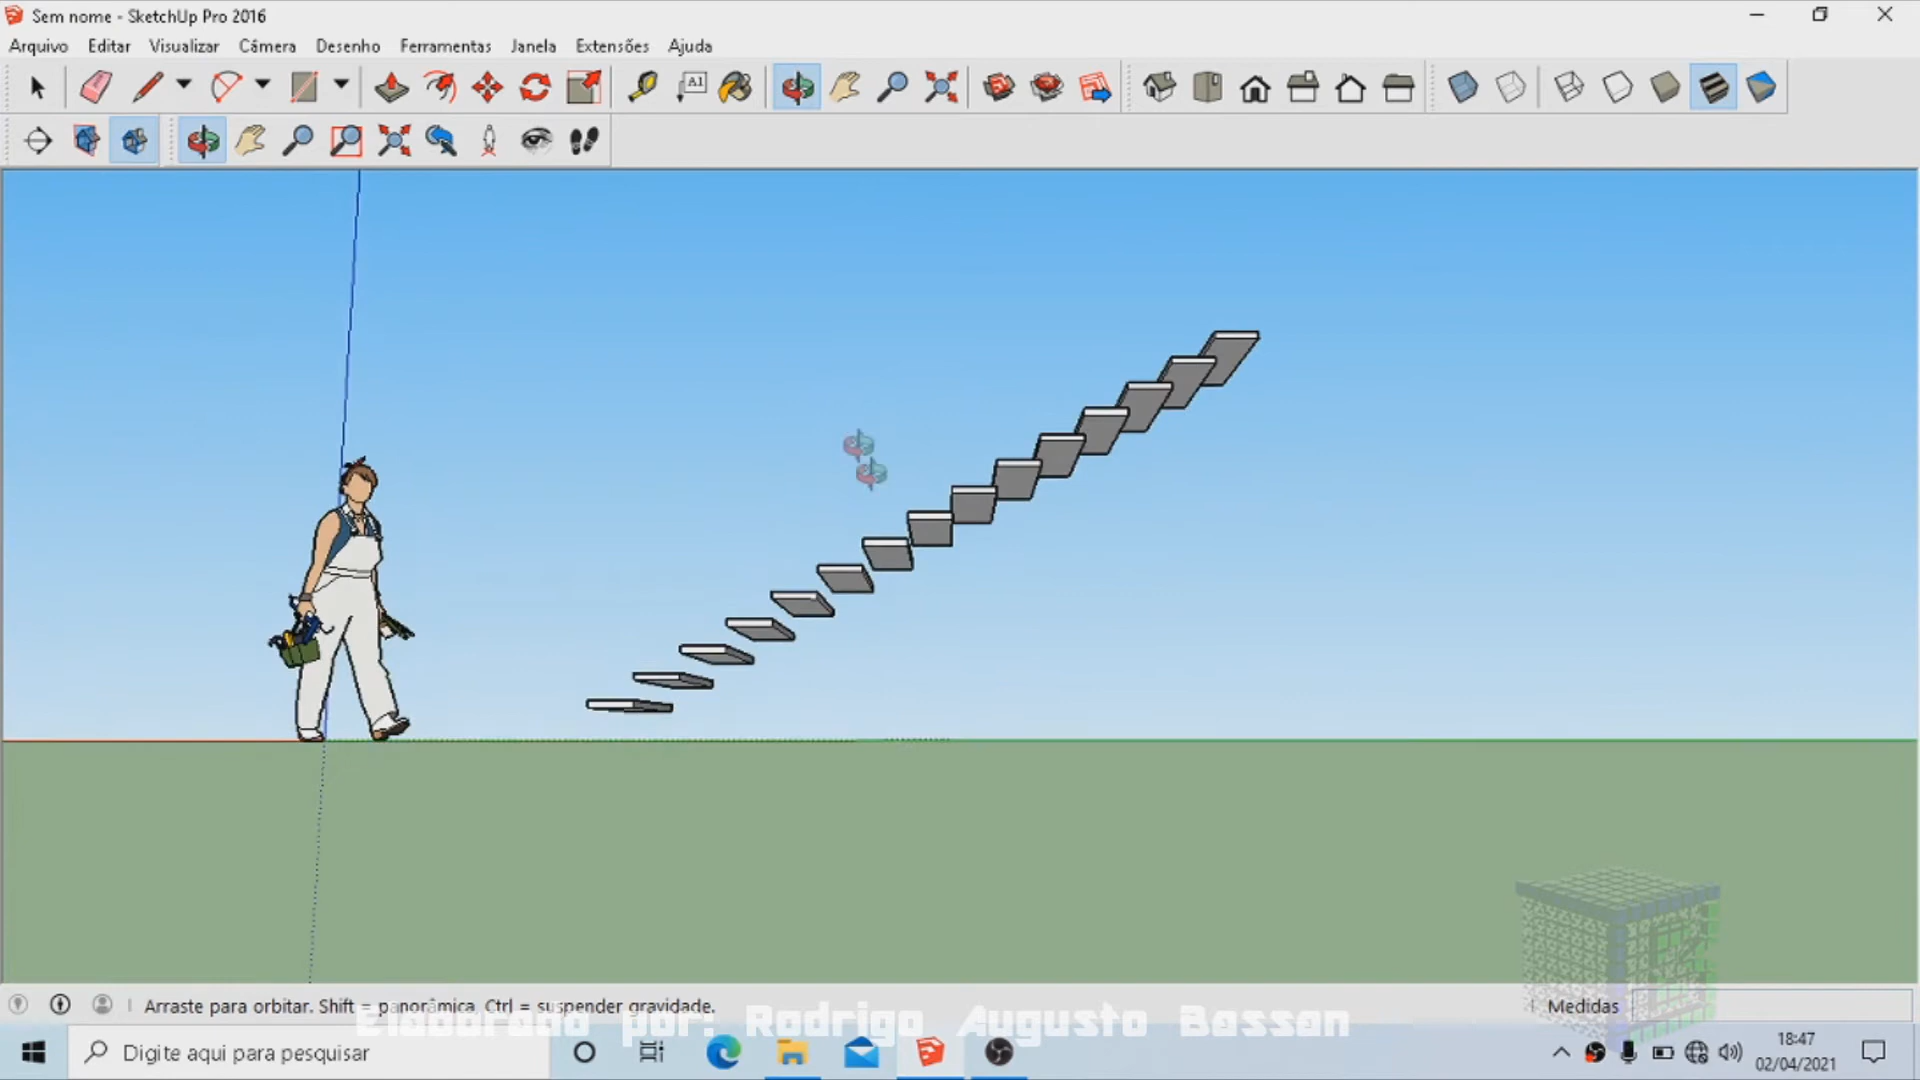 Sem nome - SketchUp Pro 2016
Arquivo Editar Visualizar Câmera Desenho Ferramentas Janela Extensões Ajuda
A1
Arraste para orbitar. Shift = panorâmica, Ctrl = suspender gravidade.
Medidas
Elaborado por: Rodrigo Augusto Bassan
Digite aqui para pesquisar
18:47
02/04/2021